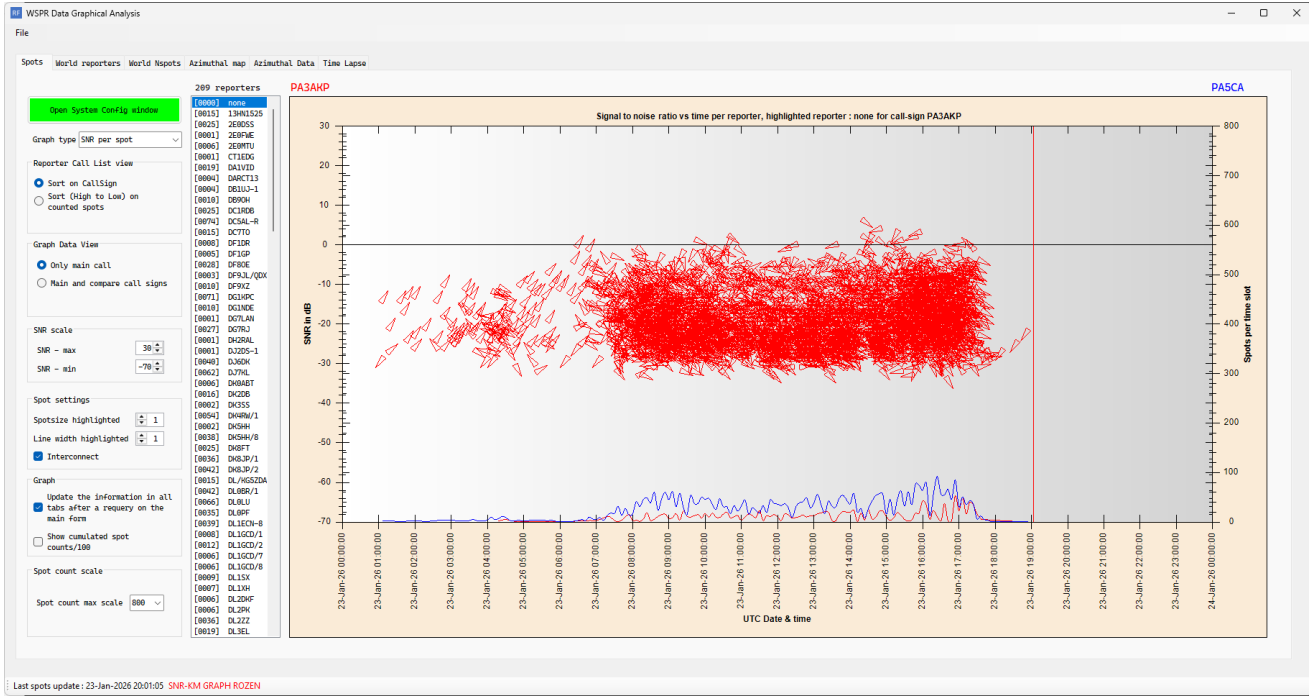 RF WSPR Data Graphical Analysis
File
Spots World reporters World Nspots Azimuthal map Azimuthal Data Time Lapse
Open System Config window
Graph type SNR per spot
Reporter Call List view
Sort on CallSign
Sort (High to Low) on
counted spots
Graph Data View
Only main call
Main and compare call signs
SNR scale
SNR - max 30
SNR - min -70
Spot settings
Spotsize highlighted 1
Line width highlighted 1
Interconnect
Graph
Update the information in all
tabs after a requery on the
main form
Show cumulated spot
counts/100
Spot count scale
Spot count max scale 800
209 reporters
[0000] none
[0015] 13HN1525
[0025] 2E0DSS
[0001] 2E0FWE
[0006] 2E0MTU
[0001] CT1EDG
[0019] DA1VID
[0004] DARCT13
[0004] DB1UJ-1
[0010] DB9OH
[0025] DC1RDB
[0074] DC5AL-R
[0015] DC7TO
[0008] DF1DR
[0005] DF1GP
[0028] DF8OE
[0003] DF9JL/QDX
[0010] DF9XZ
[0071] DG1KPC
[0010] DG1NDE
[0001] DG7LAN
[0027] DG7RJ
[0001] DH2RAL
[0001] DJ2DS-1
[0040] DJ6DK
[0062] DJ7KL
[0006] DK0ABT
[0016] DK2DB
[0002] DK3SS
[0054] DK4RW/1
[0002] DK5HH
[0038] DK5HH/8
[0025] DK8FT
[0036] DK8JP/1
[0042] DK8JP/2
[0015] DL/KG5ZDA
[0042] DL0BR/1
[0066] DL0LU
[0035] DL0PF
[0039] DL1ECN-8
[0008] DL1GCD/1
[0012] DL1GCD/2
[0006] DL1GCD/7
[0006] DL1GCD/8
[0009] DL1SX
[0007] DL1XH
[0006] DL2DKF
[0006] DL2PK
[0036] DL2ZZ
[0019] DL3EL
PA3AKP
PA5CA
Signal to noise ratio vs time per reporter, highlighted reporter : none for call-sign PA3AKP
SNR in dB
30
20
10
0
-10
-20
-30
-40
-50
-60
-70
Spots per time slot
800
700
600
500
400
300
200
100
0
23-Jan-26 00:00:00
23-Jan-26 01:00:00
23-Jan-26 02:00:00
23-Jan-26 03:00:00
23-Jan-26 04:00:00
23-Jan-26 05:00:00
23-Jan-26 06:00:00
23-Jan-26 07:00:00
23-Jan-26 08:00:00
23-Jan-26 09:00:00
23-Jan-26 10:00:00
23-Jan-26 11:00:00
23-Jan-26 12:00:00
23-Jan-26 13:00:00
23-Jan-26 14:00:00
23-Jan-26 15:00:00
23-Jan-26 16:00:00
23-Jan-26 17:00:00
23-Jan-26 18:00:00
23-Jan-26 19:00:00
23-Jan-26 20:00:00
23-Jan-26 21:00:00
23-Jan-26 22:00:00
23-Jan-26 23:00:00
24-Jan-26 00:00:00
UTC Date & time
Last spots update : 23-Jan-2026 20:01:05 SNR-KM GRAPH ROZEN